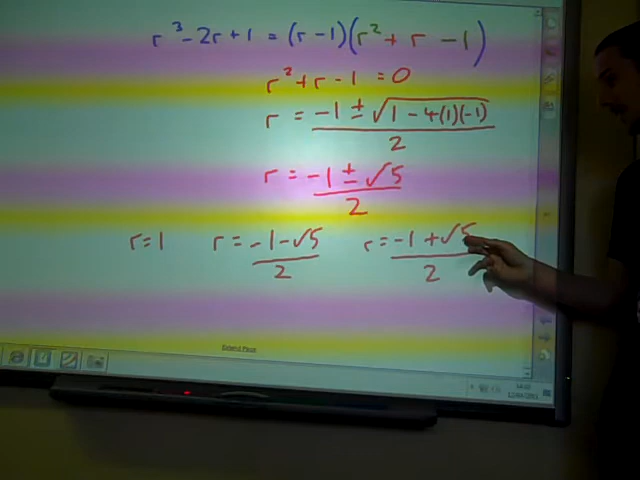 r³ - 2r + 1 = (r - 1)(r² + r - 1)
r² + r - 1 = 0
r = (-1 ± √(1 - 4(1)(-1)))/2
r = (-1 ± √5)/2
r = 1 r = (-1 - √5)/2 r = (-1 + √5)/2